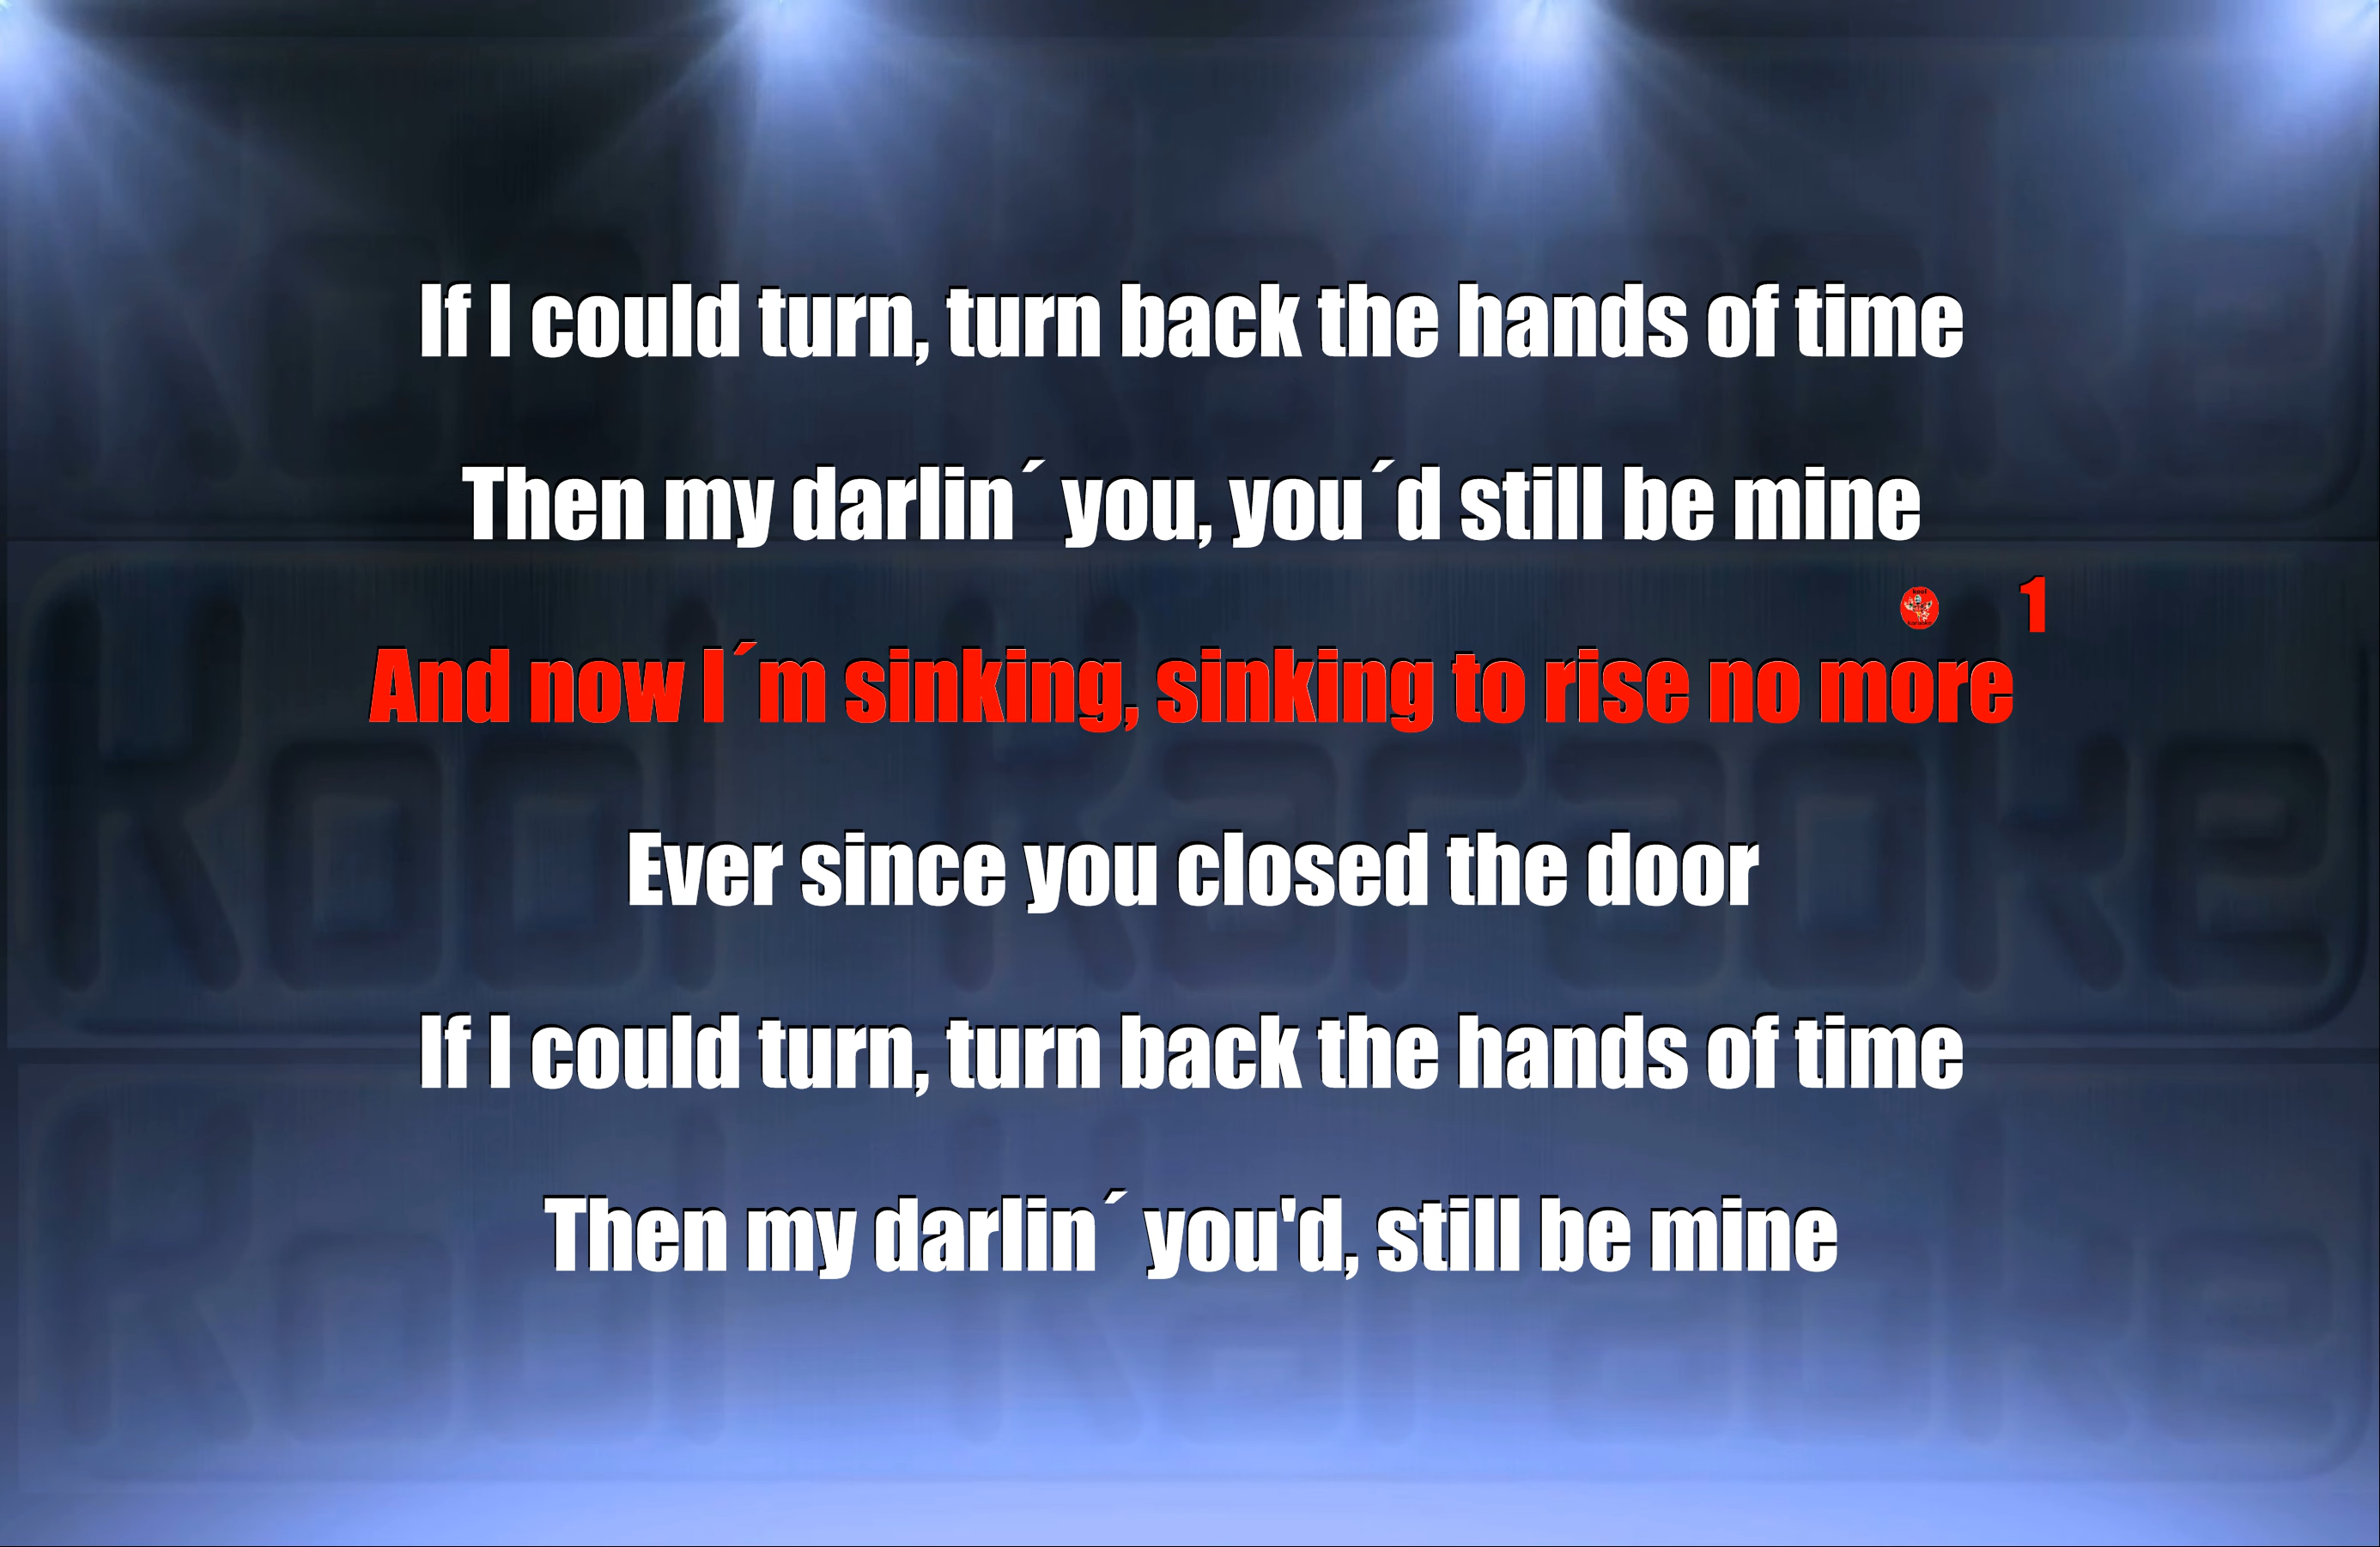 If I could turn, turn back the hands of time
Then my darlin´ you, you´d still be mine
1
And now I´m sinking, sinking to rise no more
Ever since you closed the door
If I could turn, turn back the hands of time
Then my darlin´ you'd, still be mine
Kool Karaoke